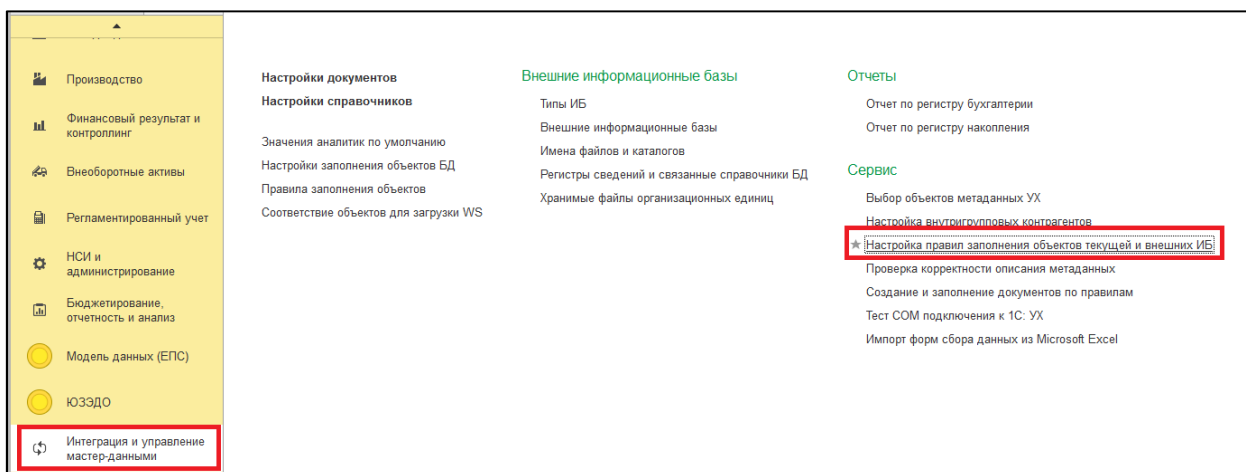 Производство
Финансовый результат и
контроллинг
Внеоборотные активы
Регламентированный учет
НСИ и
администрирование
Бюджетирование,
отчетность и анализ
Модель данных (ЕПС)
ЮЗЭДО
Интеграция и управление
мастер-данными
Настройки документов
Настройки справочников
Значения аналитик по умолчанию
Настройки заполнения объектов БД
Правила заполнения объектов
Соответствие объектов для загрузки WS
Внешние информационные базы
Типы ИБ
Внешние информационные базы
Имена файлов и каталогов
Регистры сведений и связанные справочники БД
Хранимые файлы организационных единиц
Отчеты
Отчет по регистру бухгалтерии
Отчет по регистру накопления
Сервис
Выбор объектов метаданных УХ
Настройка внутригрупповых контрагентов
Настройка правил заполнения объектов текущей и внешних ИБ
Проверка корректности описания метаданных
Создание и заполнение документов по правилам
Тест COM подключения к 1С: УХ
Импорт форм сбора данных из Microsoft Excel